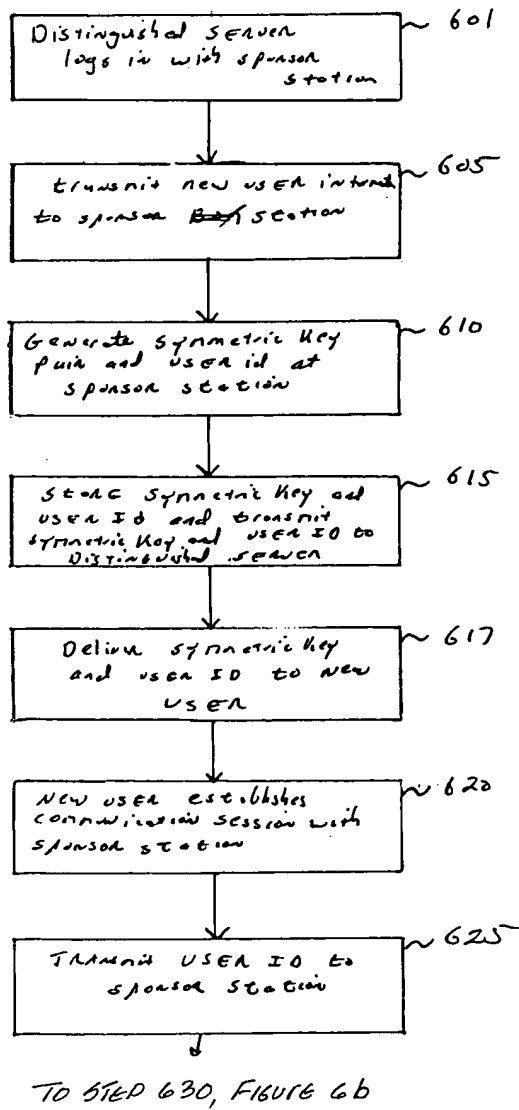 Distinguished SERVER
logs in with sponsor
station
601
transmit new user
to sponsor station
605
Generate symmetric Key
pair and user id at
sponsor station
610
Store symmetric Key and
user Id and transmit
symmetric Key and USER ID to
Distinguished SERVER
615
Deliver symmetric Key
and user ID to new
USER
617
New user establishes
communication session with
sponsor station
620
TRANSmit USER ID to
sponsor station
625
TO STEP 630, FIGURE 6b